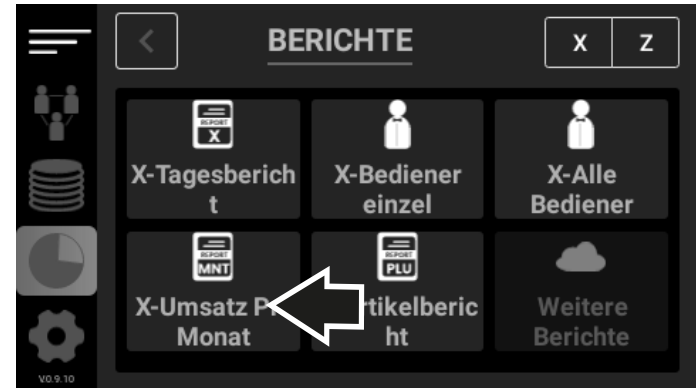 BERICHTE
X Z
REPORT
X
X-Tagesberich
t
X-Bediener
einzel
X-Alle
Bediener
REPORT
MNT
X-Umsatz
Monat
REPORT
PLU
tikelberic
ht
Weitere
Berichte
V0.9.10